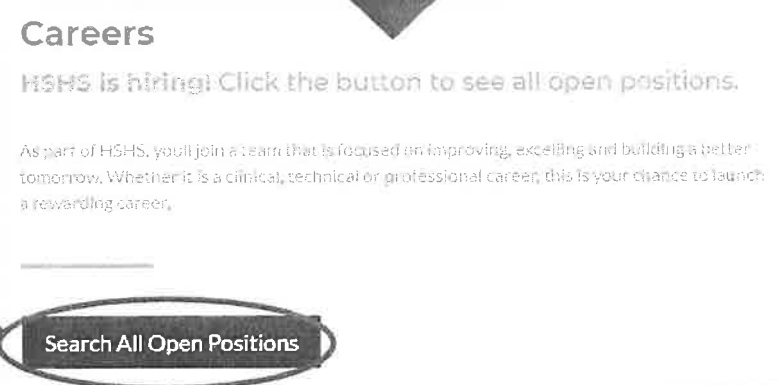 Careers
HSHS is hiring! Click the button to see all open positions.
As part of HSHS, youll join a team that is focused on improving, excelling and building a better
tomorrow. Whether it is a clinical, technical or professional career, this is your chance to launch
a rewarding career.
Search All Open Positions